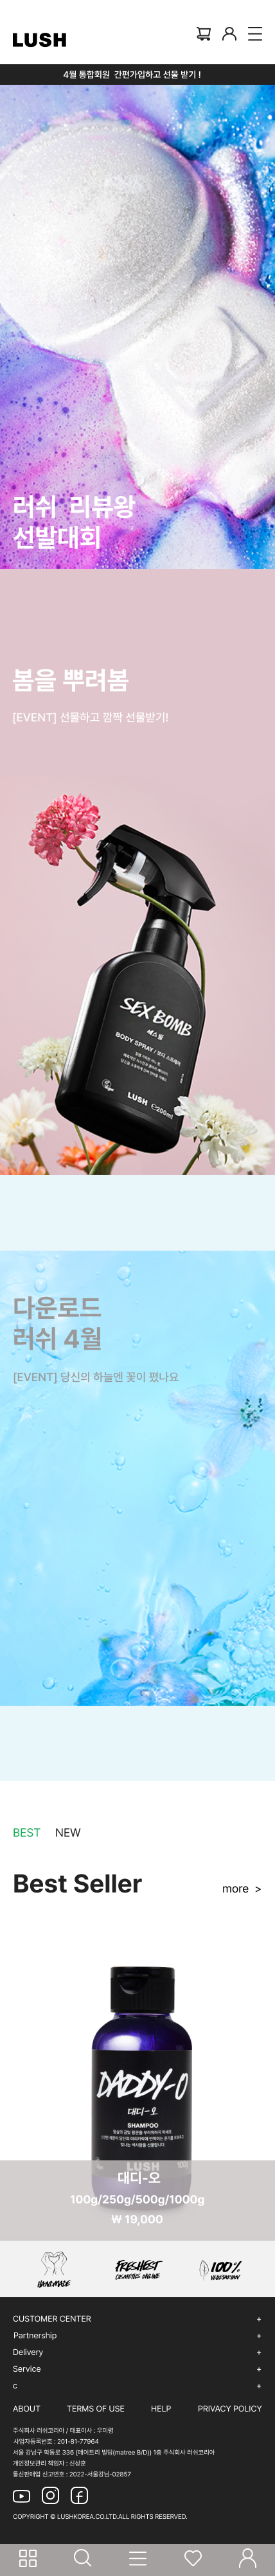 LUSH
4월 통합회원 간편가입하고 선물 받기 !
러쉬 리뷰왕
선발대회
봄을 뿌려봄
[EVENT] 선물하고 깜짝 선물받기!
SEX BOMB
섹스 밤
BODY SPRAY / 보디 스프레이
LUSH 200ml
다운로드
러쉬 4월
[EVENT] 당신의 하늘엔 꽃이 폈나요
BEST NEW
Best Seller
more >
DADDY-O
대디-오
SHAMPOO
LUSH
대디-오
100g/250g/500g/1000g
₩ 19,000
HANDMADE
FRESHEST
COSMETICS ONLINE
100%
VEGETARIAN
CUSTOMER CENTER +
Partnership +
Delivery +
Service +
c +
ABOUT TERMS OF USE HELP PRIVACY POLICY
주식회사 러쉬코리아 / 대표이사 : 우미령
사업자등록번호 : 201-81-77964
서울 강남구 학동로 336 (메이트리 빌딩(matree B/D)) 1층 주식회사 러쉬코리아
개인정보관리 책임자 : 신상훈
통신판매업 신고번호 : 2022-서울강남-02857
COPYRIGHT © LUSHKOREA.CO.LTD.ALL RIGHTS RESERVED.